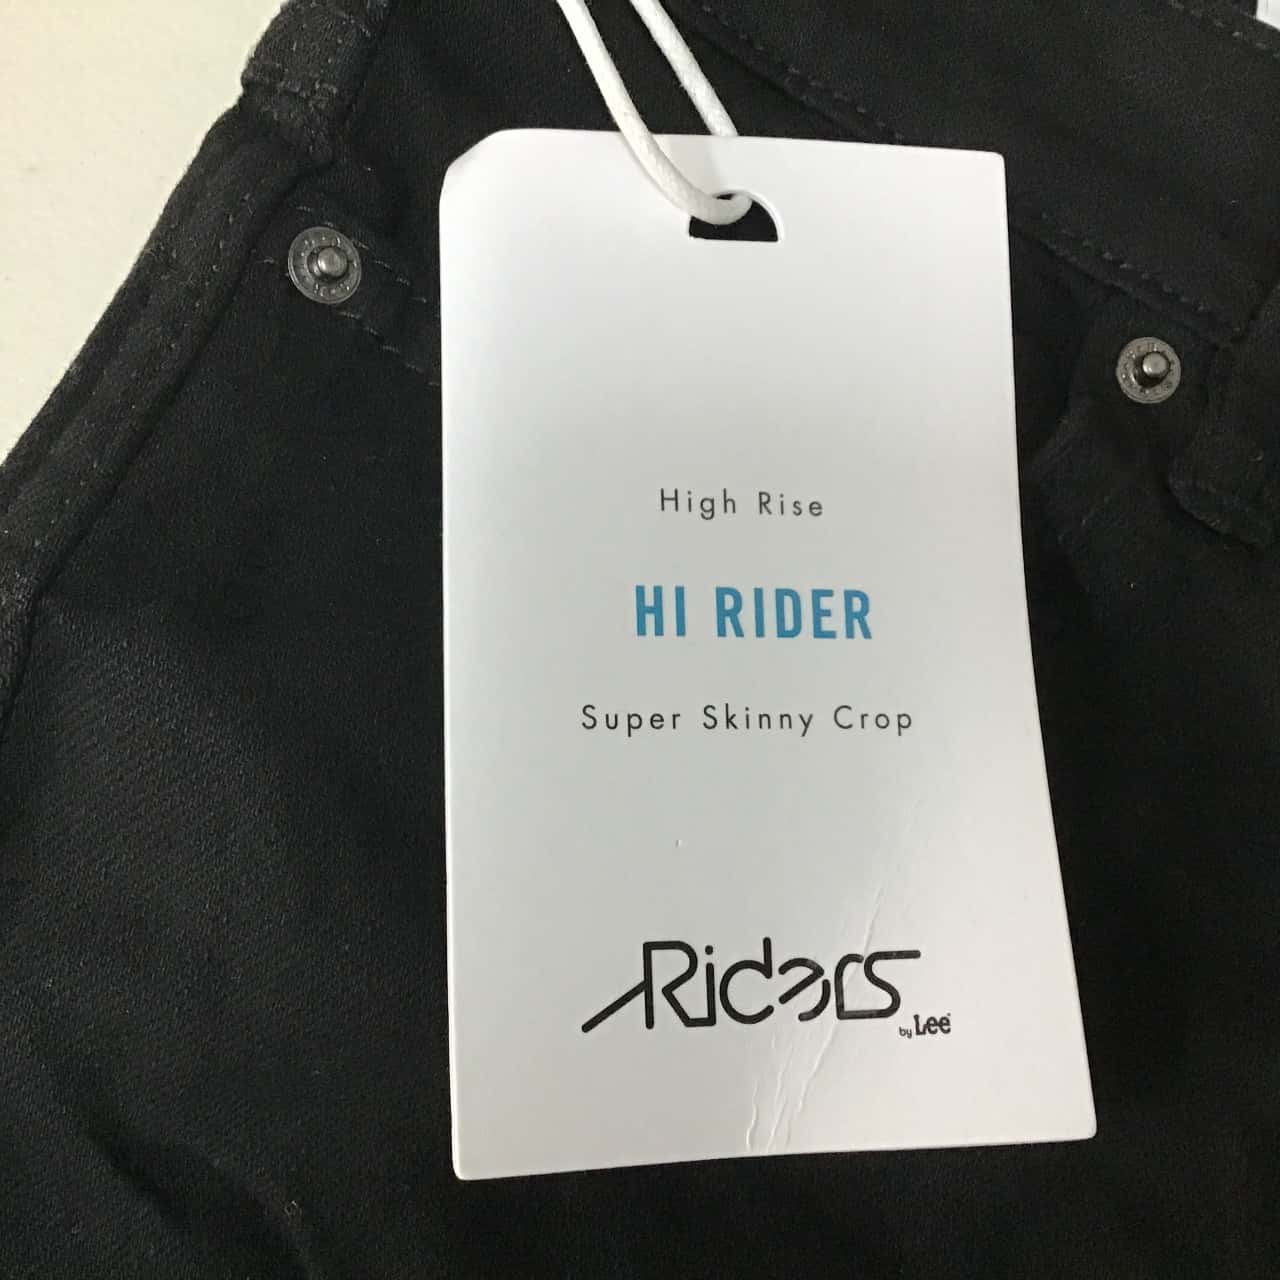 High Rise
HI RIDER
Super Skinny Crop
Riders
by Lee